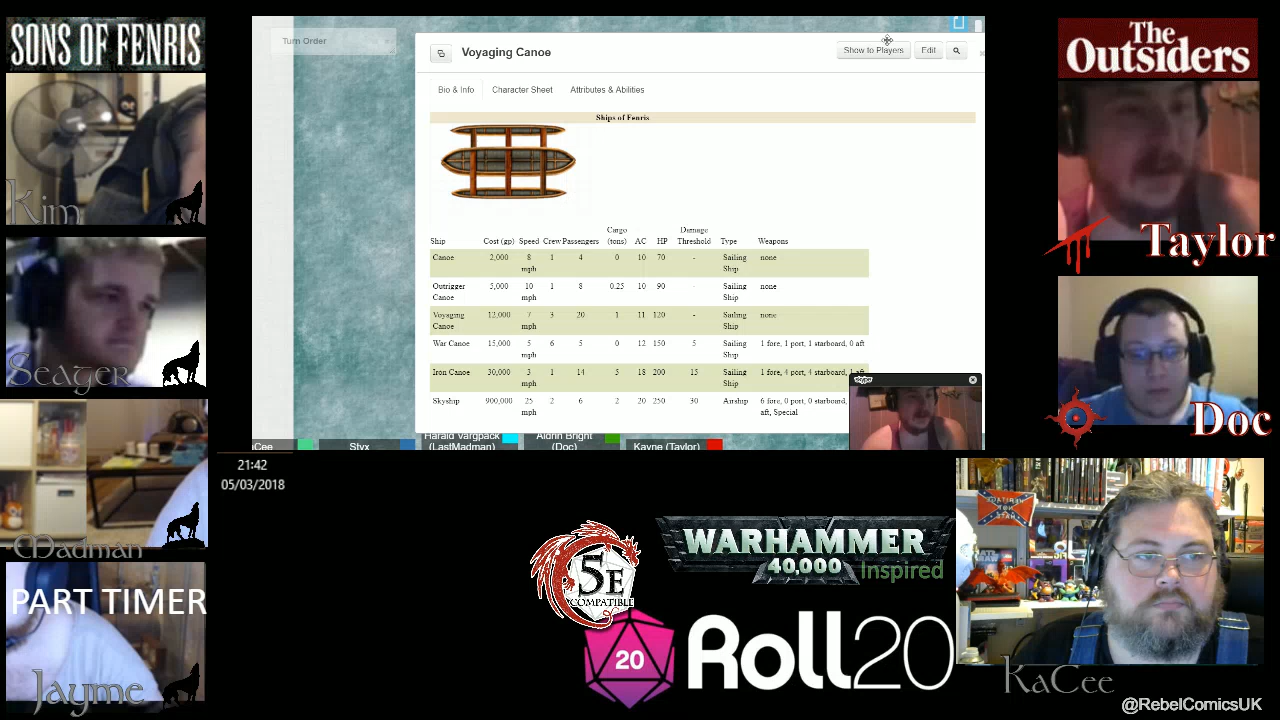 SONS OF FENRIS
Kim
Seager
Madman
PART TIMER
Jayme
Turn Order
Voyaging Canoe
Show to Players
Edit
Bio & Info
Character Sheet
Attributes & Abilities
Ships of Fenris
Ship Cost (gp) Speed Crew Passengers Cargo (tons) AC HP Damage Threshold Type Weapons
Canoe 2,000 8 mph 1 4 0 10 70 - Sailing Ship none
Outrigger Canoe 5,000 10 mph 1 8 0.25 10 90 - Sailing Ship none
Voyaging Canoe 12,000 7 mph 3 20 1 11 120 - Sailing Ship none
War Canoe 15,000 5 mph 6 5 0 12 150 5 Sailing Ship 1 fore, 1 port, 1 starboard, 0 aft
Iron Canoe 30,000 3 mph 1 14 5 18 200 15 Sailing Ship 1 fore, 4 port, 4 starboard, 1 aft
Skyship 900,000 25 mph 2 6 2 20 250 30 Airship 6 fore, 0 port, 0 starboard, aft, Special
skype
Cee
Styx
Harald Vargpack
(LastMadman)
Aldrin Bright
(Doc)
Kayne (Taylor)
21:42
05/03/2018
The
Outsiders
Taylor
Doc
5E
COMPATIBLE
WARHAMMER
40,000 Inspired
20
Roll20
KaCee
@RebelComicsUK